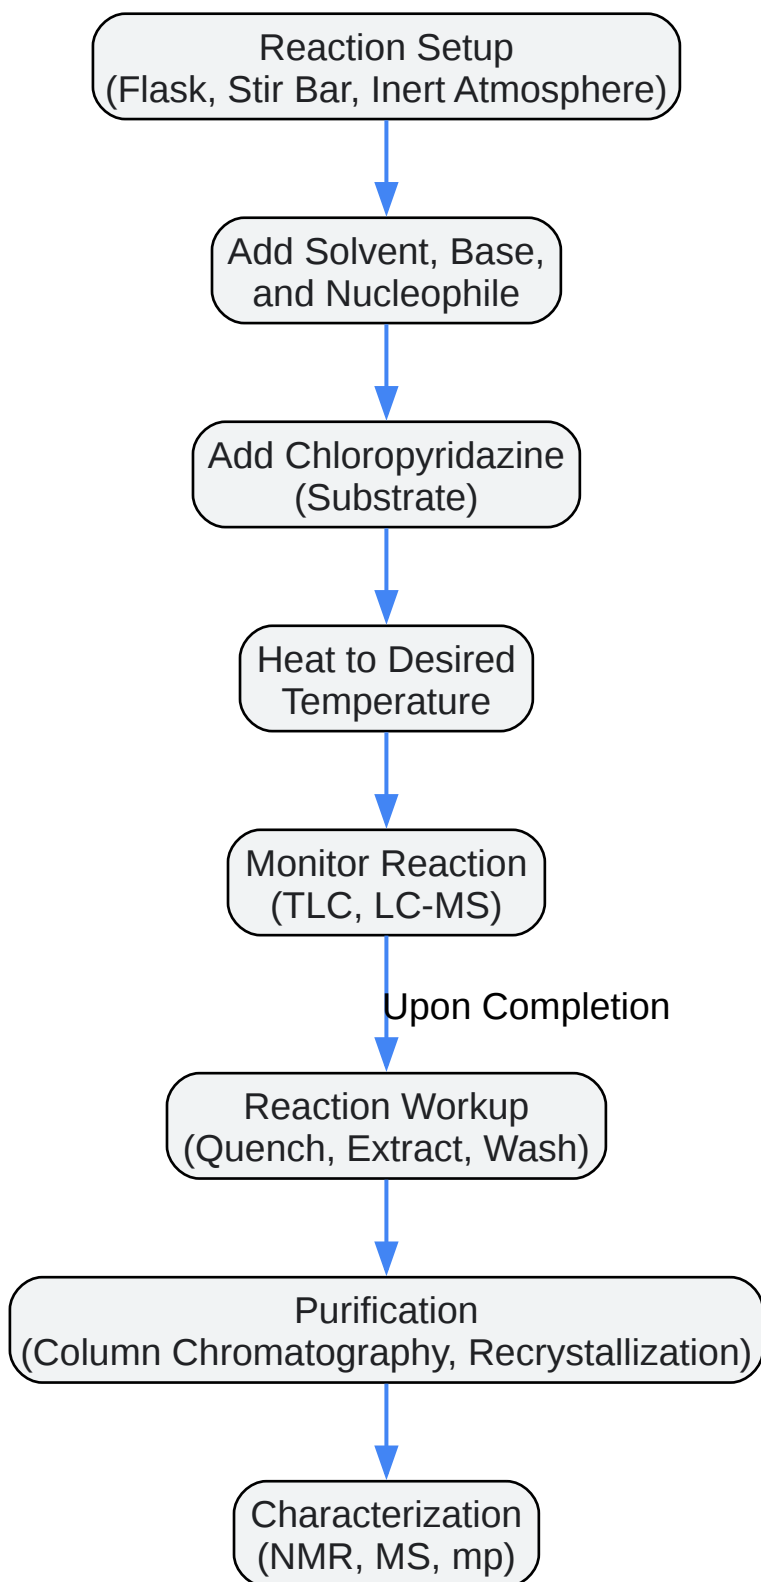 Reaction Setup
(Flask, Stir Bar, Inert Atmosphere)
Add Solvent, Base,
and Nucleophile
Add Chloropyridazine
(Substrate)
Heat to Desired
Temperature
Monitor Reaction
(TLC, LC-MS)
Upon Completion
Reaction Workup
(Quench, Extract, Wash)
Purification
(Column Chromatography, Recrystallization)
Characterization
(NMR, MS, mp)